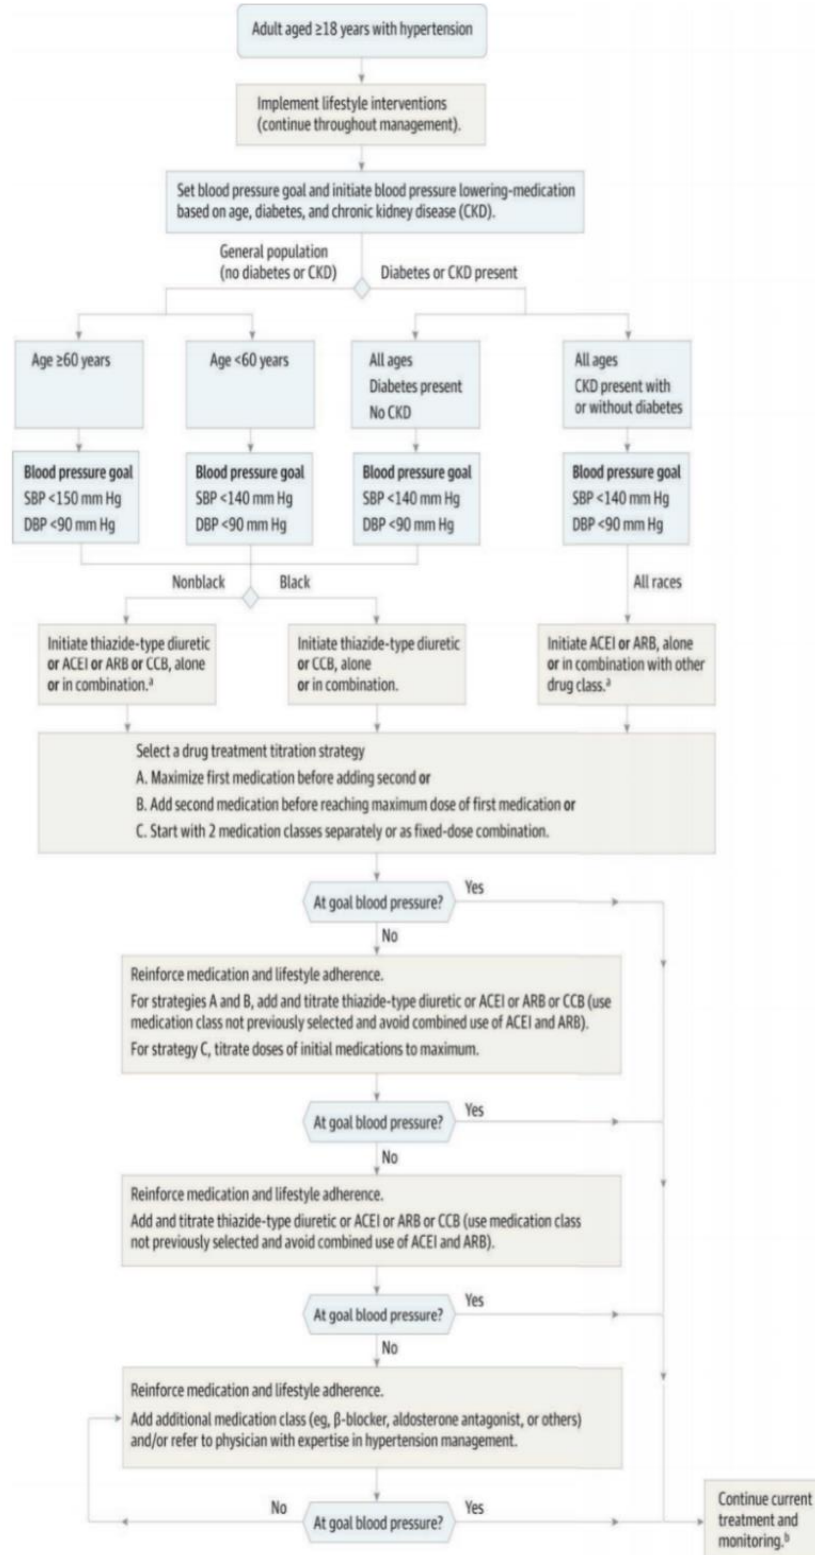 Adult aged ≥18 years with hypertension
Implement lifestyle interventions
(continue throughout management).
Set blood pressure goal and initiate blood pressure lowering-medication
based on age, diabetes, and chronic kidney disease (CKD).
General population
(no diabetes or CKD)
Diabetes or CKD present
Age ≥60 years
Age <60 years
All ages
Diabetes present
No CKD
All ages
CKD present with
or without diabetes
Blood pressure goal
SBP <150 mm Hg
DBP <90 mm Hg
Blood pressure goal
SBP <140 mm Hg
DBP <90 mm Hg
Blood pressure goal
SBP <140 mm Hg
DBP <90 mm Hg
Blood pressure goal
SBP <140 mm Hg
DBP <90 mm Hg
Nonblack
Black
All races
Initiate thiazide-type diuretic
or ACEI or ARB or CCB, alone
or in combination.a
Initiate thiazide-type diuretic
or CCB, alone
or in combination.
Initiate ACEI or ARB, alone
or in combination with other
drug class.a
Select a drug treatment titration strategy
A. Maximize first medication before adding second or
B. Add second medication before reaching maximum dose of first medication or
C. Start with 2 medication classes separately or as fixed-dose combination.
At goal blood pressure?
Yes
No
Reinforce medication and lifestyle adherence.
For strategies A and B, add and titrate thiazide-type diuretic or ACEI or ARB or CCB (use
medication class not previously selected and avoid combined use of ACEI and ARB).
For strategy C, titrate doses of initial medications to maximum.
At goal blood pressure?
Yes
No
Reinforce medication and lifestyle adherence.
Add and titrate thiazide-type diuretic or ACEI or ARB or CCB (use medication class
not previously selected and avoid combined use of ACEI and ARB).
At goal blood pressure?
Yes
No
Reinforce medication and lifestyle adherence.
Add additional medication class (eg, β-blocker, aldosterone antagonist, or others)
and/or refer to physician with expertise in hypertension management.
No
At goal blood pressure?
Yes
Continue current
treatment and
monitoring.b